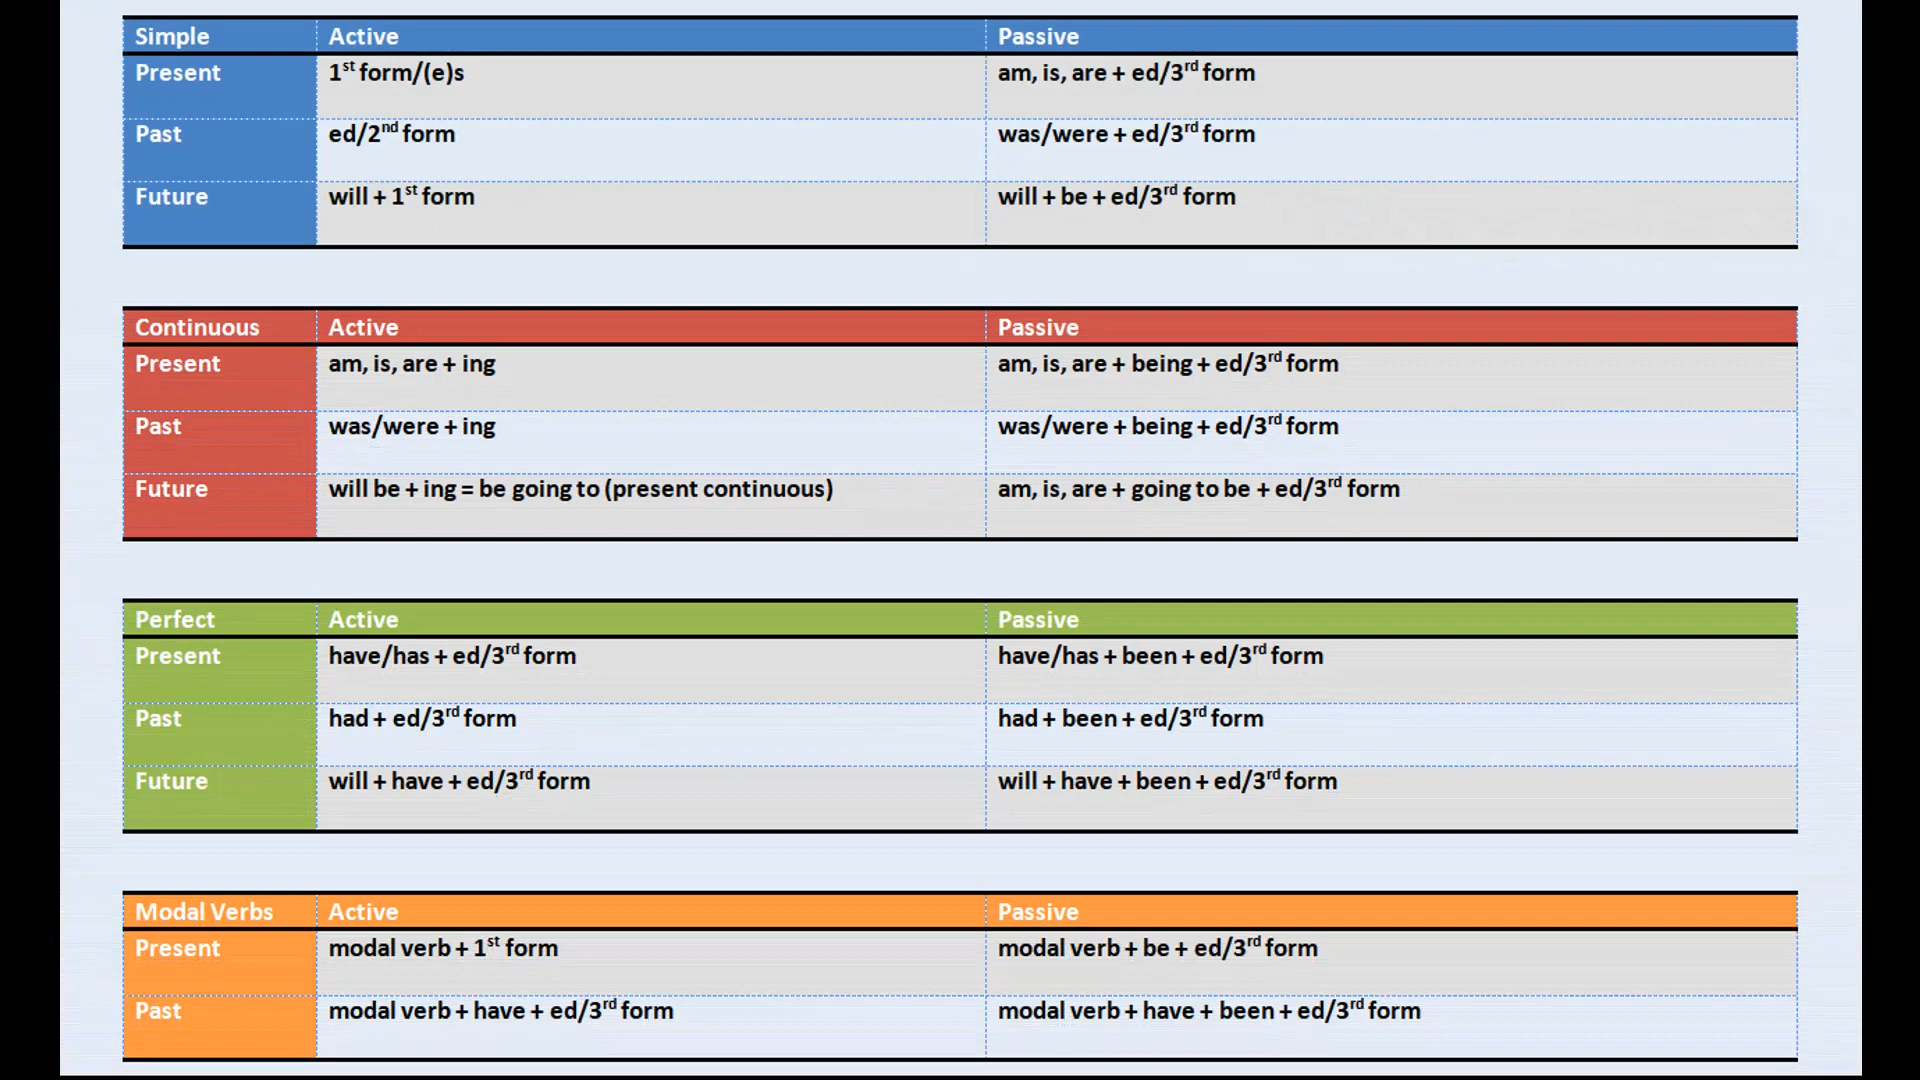 Simple Active Passive
Present 1st form/(e)s am, is, are + ed/3rd form
Past ed/2nd form was/were + ed/3rd form
Future will + 1st form will + be + ed/3rd form
Continuous Active Passive
Present am, is, are + ing am, is, are + being + ed/3rd form
Past was/were + ing was/were + being + ed/3rd form
Future will be + ing = be going to (present continuous) am, is, are + going to be + ed/3rd form
Perfect Active Passive
Present have/has + ed/3rd form have/has + been + ed/3rd form
Past had + ed/3rd form had + been + ed/3rd form
Future will + have + ed/3rd form will + have + been + ed/3rd form
Modal Verbs Active Passive
Present modal verb + 1st form modal verb + be + ed/3rd form
Past modal verb + have + ed/3rd form modal verb + have + been + ed/3rd form